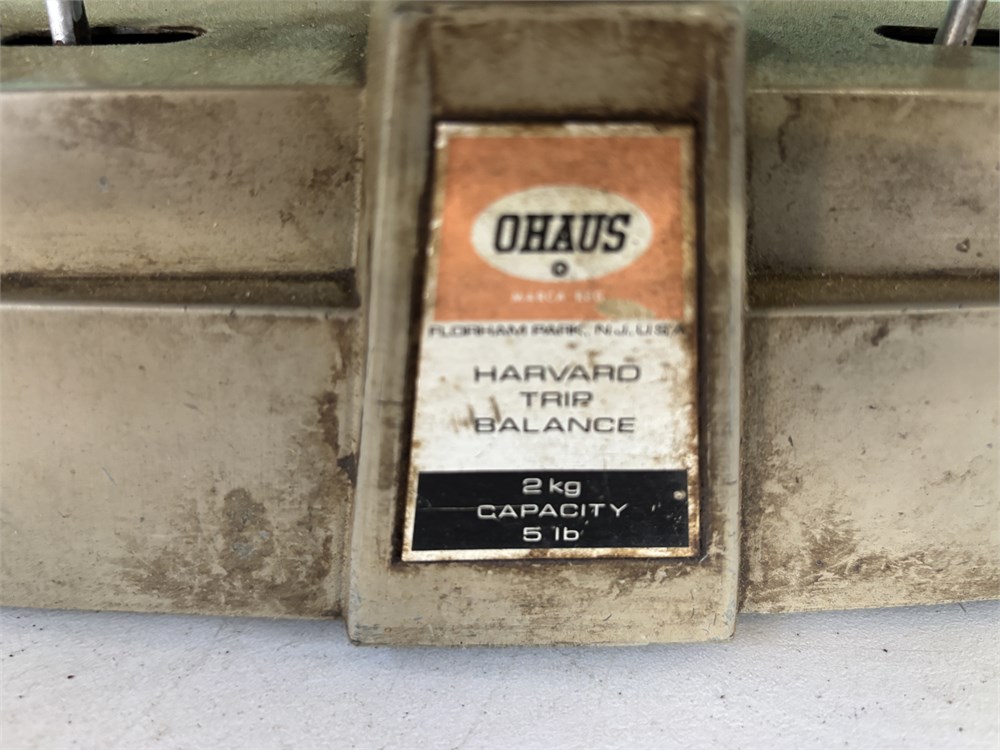 OHAUS
FLORHAM PARK, N.J. U.S.A
HARVARD
TRIP
BALANCE
2 kg
CAPACITY
5 lb